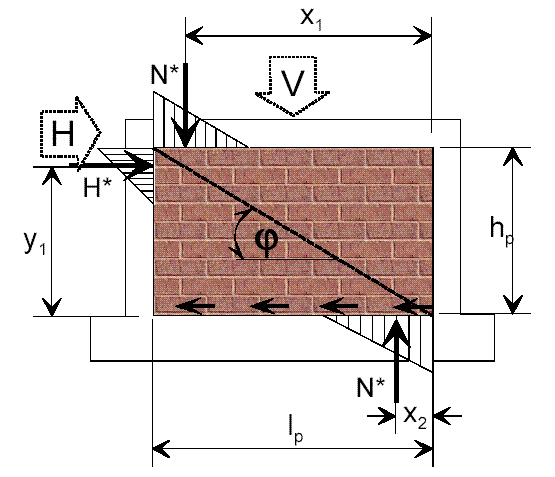 x₁
N*
V
H
H*
y₁
φ
hₚ
N*
x₂
lₚ